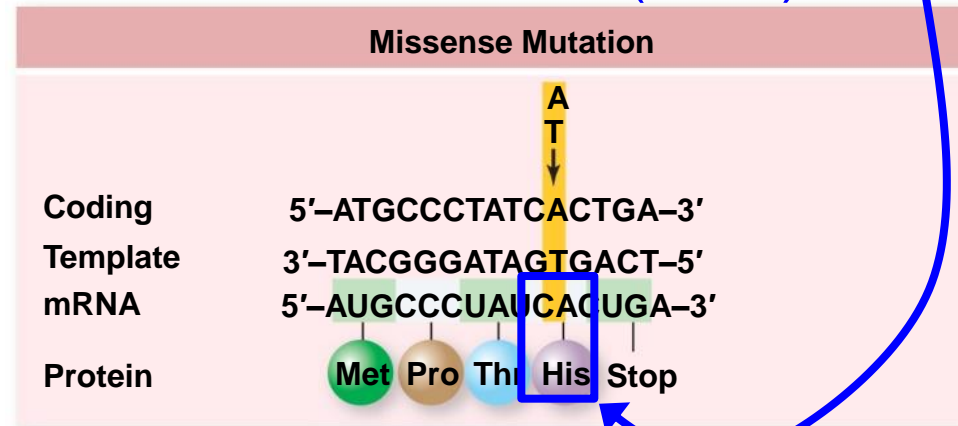 Missense Mutation
A
T
Coding 5′–ATGCCCTATCACTGA–3′
Template 3′–TACGGGATAGTGACT–5′
mRNA 5′–AUGCCCUAUCACUGA–3′
Protein Met Pro Thr His Stop